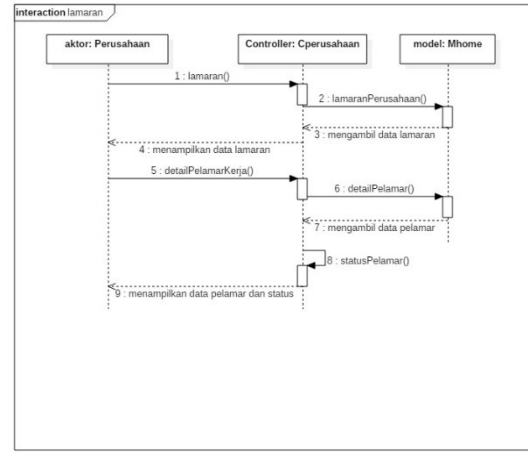 interaction lamaran
aktor: Perusahaan
Controller: Cperusahaan
model: Mhome
1 : lamaran()
2 : lamaranPerusahaan()
3 : mengambil data lamaran
4 : menampilkan data lamaran
5 : detailPelamarKerja()
6 : detailPelamar()
7 : mengambil data pelamar
8 : statusPelamar()
9 : menampilkan data pelamar dan status